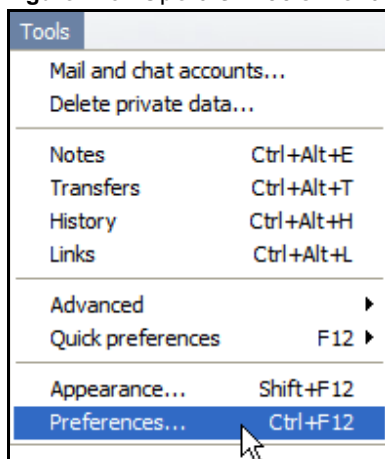 Tools
Mail and chat accounts...
Delete private data...
Notes Ctrl+Alt+E
Transfers Ctrl+Alt+T
History Ctrl+Alt+H
Links Ctrl+Alt+L
Advanced
Quick preferences F12
Appearance... Shift+F12
Preferences... Ctrl+F12